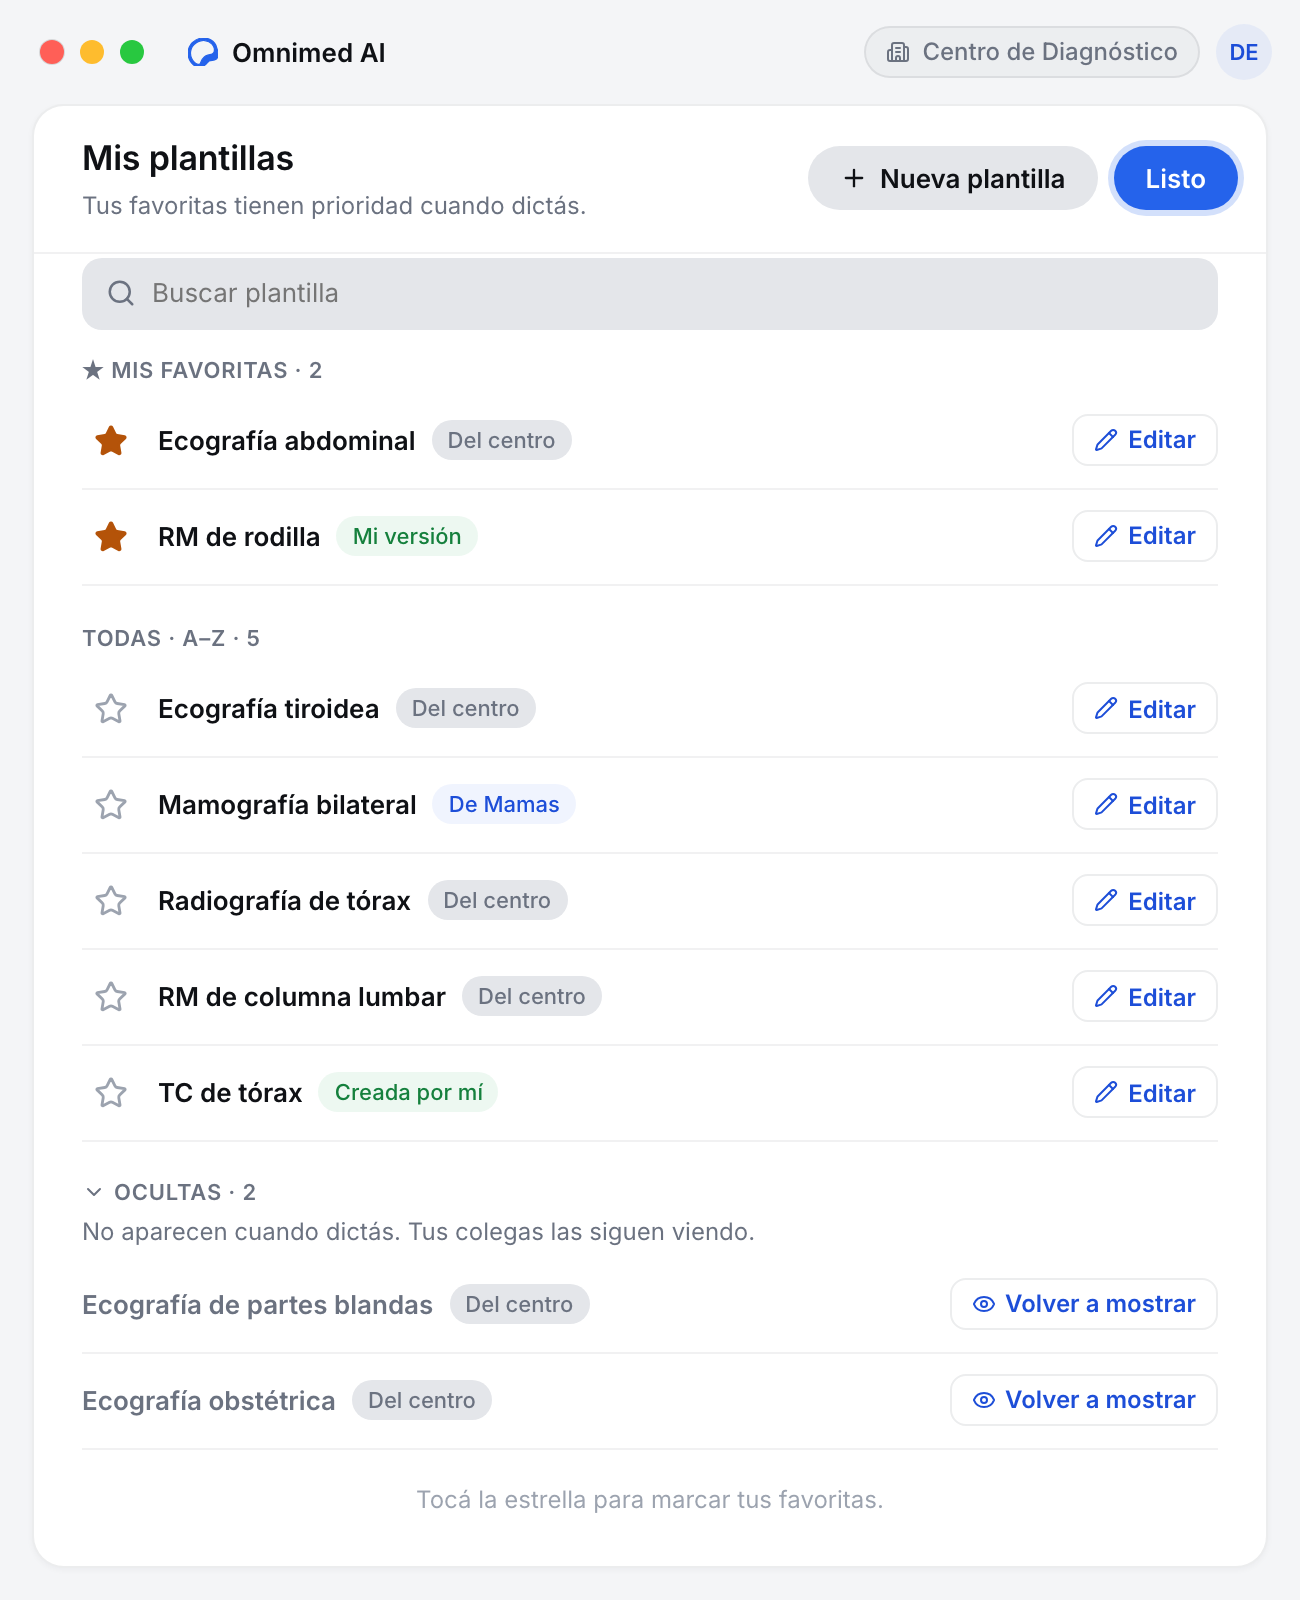 Omnimed AI
Centro de Diagnóstico
DE
Mis plantillas
Tus favoritas tienen prioridad cuando dictás.
Nueva plantilla
Listo
Buscar plantilla
★ MIS FAVORITAS · 2
Ecografía abdominal Del centro Editar
RM de rodilla Mi versión Editar
TODAS · A–Z · 5
Ecografía tiroidea Del centro Editar
Mamografía bilateral De Mamas Editar
Radiografía de tórax Del centro Editar
RM de columna lumbar Del centro Editar
TC de tórax Creada por mí Editar
OCULTAS · 2
No aparecen cuando dictás. Tus colegas las siguen viendo.
Ecografía de partes blandas Del centro Volver a mostrar
Ecografía obstétrica Del centro Volver a mostrar
Tocá la estrella para marcar tus favoritas.